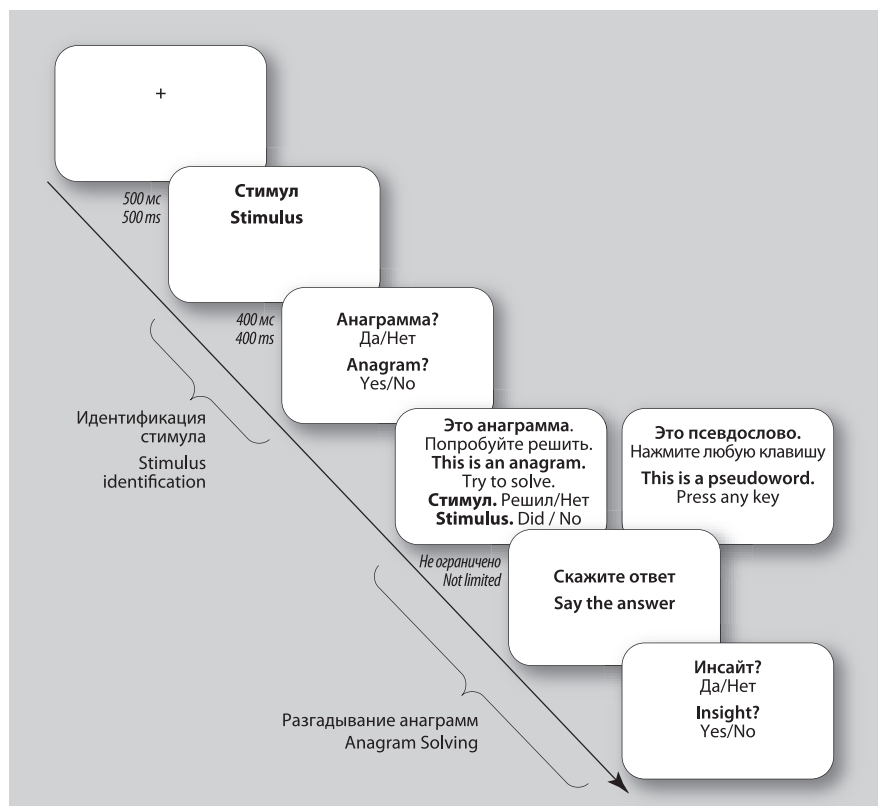 +
500 мс
500 ms
Стимул
Stimulus
400 мс
400 ms
Анаграмма?
Да/Нет
Anagram?
Yes/No
Идентификация
стимула
Stimulus
identification
Это анаграмма.
Попробуйте решить.
This is an anagram.
Try to solve.
Стимул. Решил/Нет
Stimulus. Did / No
Это псевдослово.
Нажмите любую клавишу
This is a pseudoword.
Press any key
Не ограничено
Not limited
Скажите ответ
Say the answer
Инсайт?
Да/Нет
Insight?
Yes/No
Разгадывание анаграмм
Anagram Solving